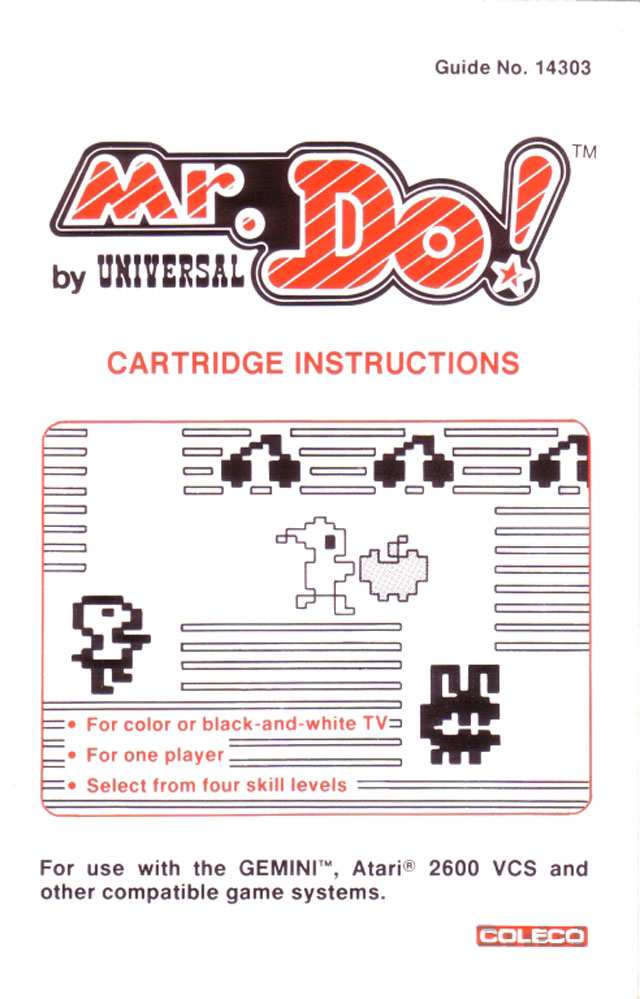 Guide No. 14303
Mr. Do! ™
by UNIVERSAL
CARTRIDGE INSTRUCTIONS
• For color or black-and-white TV
• For one player
• Select from four skill levels
For use with the GEMINI™, Atari® 2600 VCS and
other compatible game systems.
COLECO